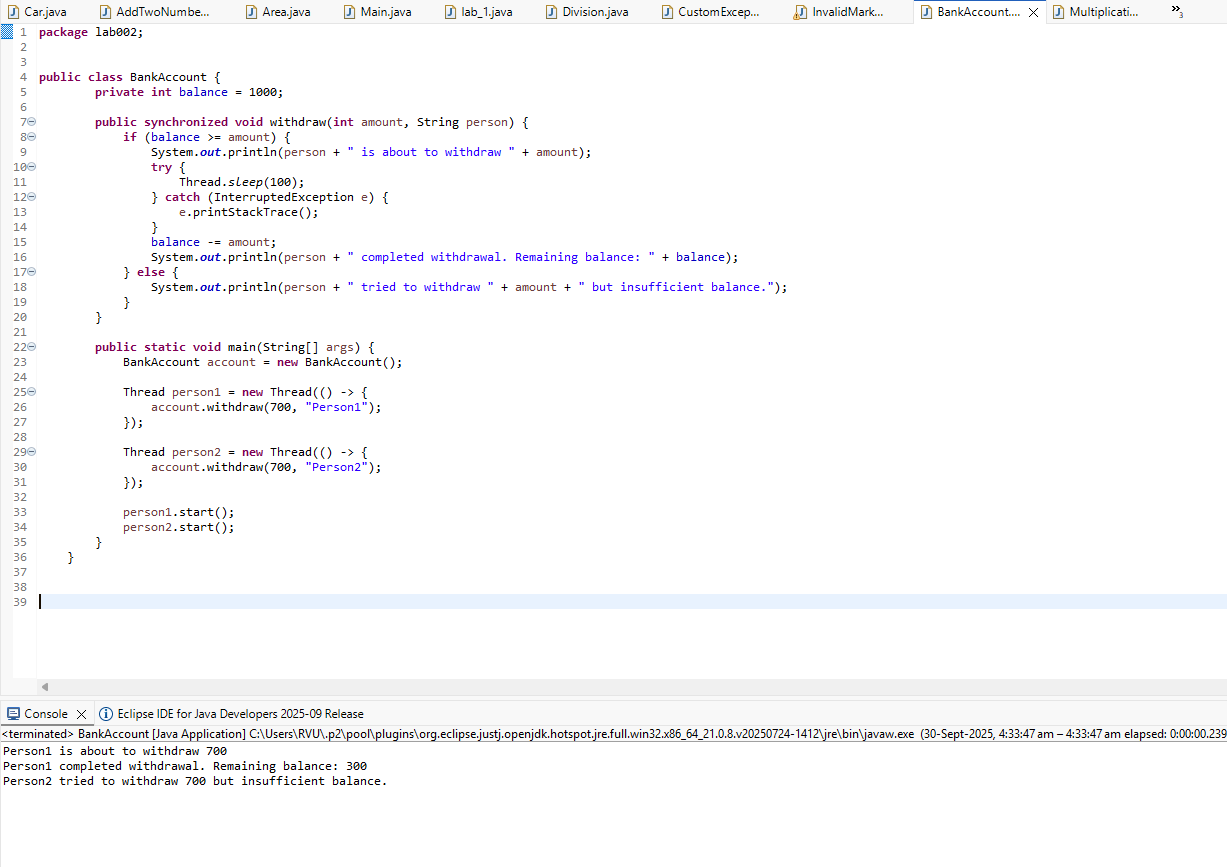 Car.java AddTwoNumbe... Area.java Main.java lab_1.java Division.java CustomExcep... InvalidMark... BankAccount.... Multiplicati... »3
1 package lab002;
2
3
4 public class BankAccount {
5 private int balance = 1000;
6
7 public synchronized void withdraw(int amount, String person) {
8 if (balance >= amount) {
9 System.out.println(person + " is about to withdraw " + amount);
10 try {
11 Thread.sleep(100);
12 } catch (InterruptedException e) {
13 e.printStackTrace();
14 }
15 balance -= amount;
16 System.out.println(person + " completed withdrawal. Remaining balance: " + balance);
17 } else {
18 System.out.println(person + " tried to withdraw " + amount + " but insufficient balance.");
19 }
20 }
21
22 public static void main(String[] args) {
23 BankAccount account = new BankAccount();
24
25 Thread person1 = new Thread(() -> {
26 account.withdraw(700, "Person1");
27 });
28
29 Thread person2 = new Thread(() -> {
30 account.withdraw(700, "Person2");
31 });
32
33 person1.start();
34 person2.start();
35 }
36 }
37
38
39
Console Eclipse IDE for Java Developers 2025-09 Release
<terminated> BankAccount [Java Application] C:\Users\RVU\.p2\pool\plugins\org.eclipse.justj.openjdk.hotspot.jre.full.win32.x86_64_21.0.8.v20250724-1412\jre\bin\javaw.exe (30-Sept-2025, 4:33:47 am – 4:33:47 am elapsed: 0:00:00.239
Person1 is about to withdraw 700
Person1 completed withdrawal. Remaining balance: 300
Person2 tried to withdraw 700 but insufficient balance.